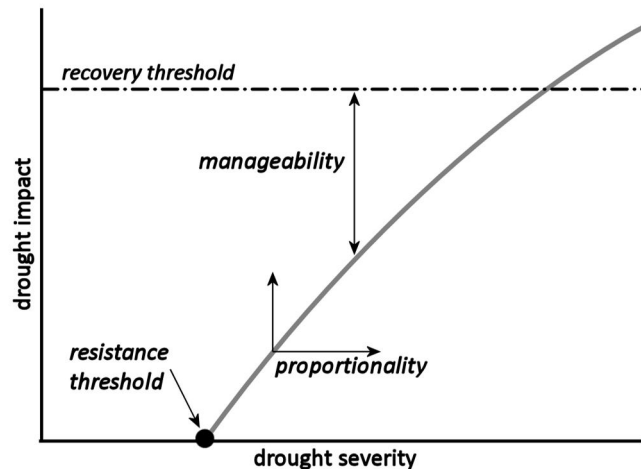 recovery threshold
manageability
drought impact
resistance
threshold
proportionality
drought severity